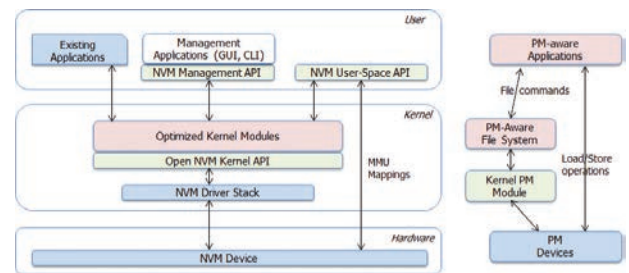 User
Existing
Applications
Management
Applications (GUI, CLI)
NVM Management API
NVM User-Space API
Kernel
Optimized Kernel Modules
Open NVM Kernel API
NVM Driver Stack
MMU
Mappings
Hardware
NVM Device
PM-aware
Applications
File commands
PM-Aware
File System
Load/Store
operations
Kernel PM
Module
PM
Devices